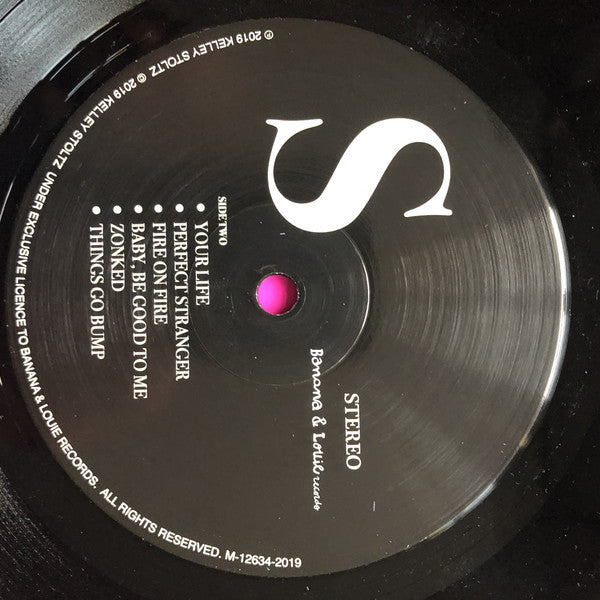 S
STEREO
Banana & Louie records
SIDE TWO
• YOUR LIFE
• PERFECT STRANGER
• FIRE ON FIRE
• BABY, BE GOOD TO ME
• ZONKED
• THINGS GO BUMP
℗ 2019 KELLEY STOLTZ © 2019 KELLEY STOLTZ UNDER EXCLUSIVE LICENCE TO BANANA & LOUIE RECORDS. ALL RIGHTS RESERVED. M-12634-2019